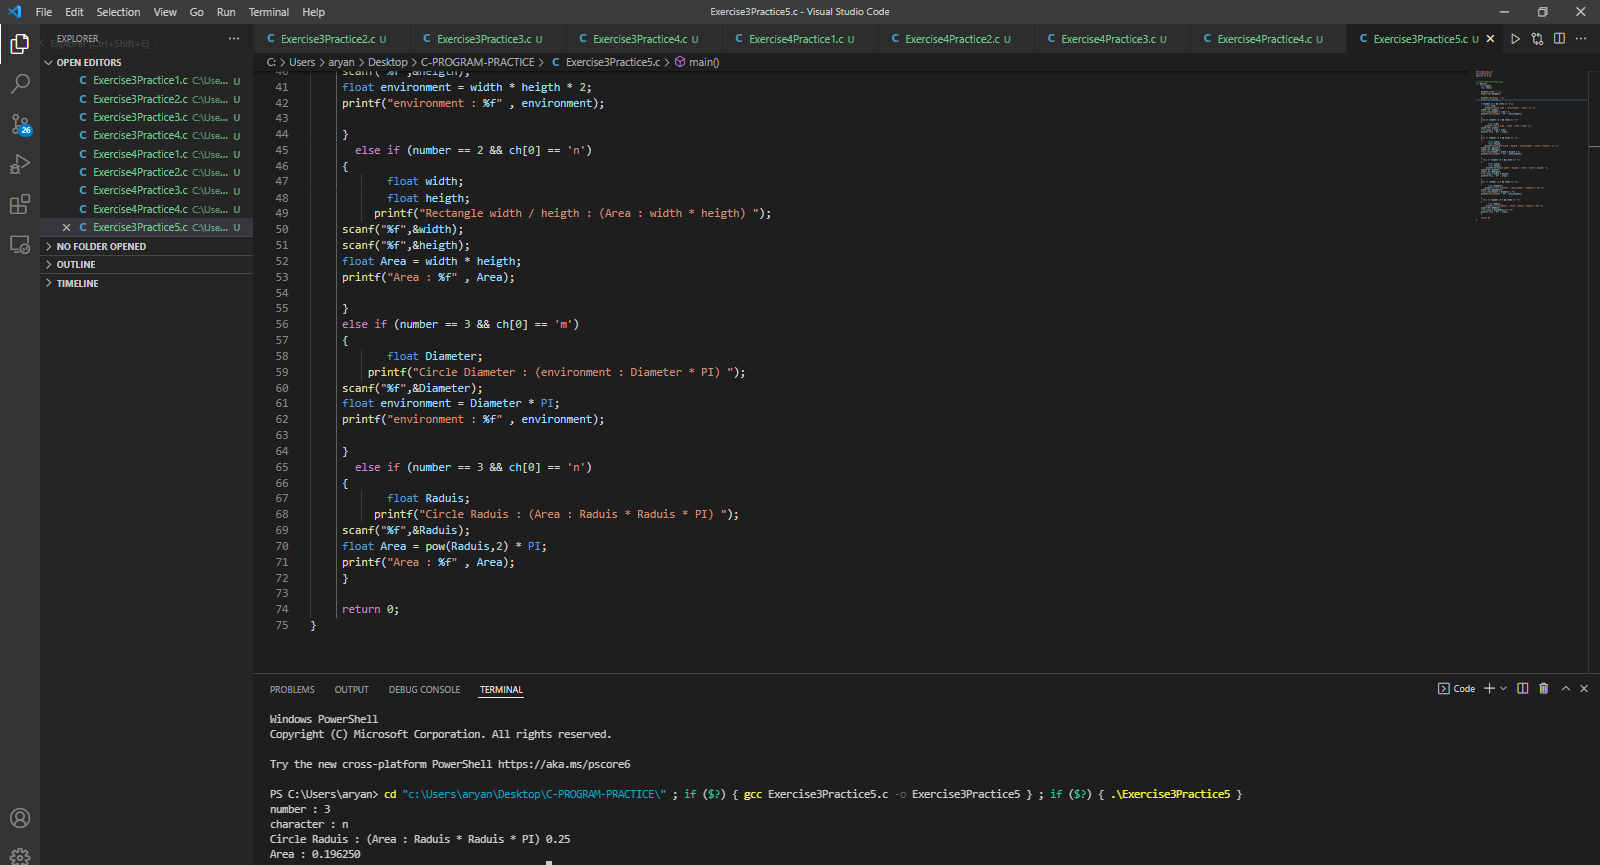 File Edit Selection View Go Run Terminal Help
Exercise3Practice5.c - Visual Studio Code
EXPLORER
Explorer (Ctrl+Shift+E)
OPEN EDITORS
C Exercise3Practice1.c C:\Use... U
C Exercise3Practice2.c C:\Use... U
C Exercise3Practice3.c C:\Use... U
C Exercise3Practice4.c C:\Use... U
C Exercise4Practice1.c C:\Use... U
C Exercise4Practice2.c C:\Use... U
C Exercise4Practice3.c C:\Use... U
C Exercise4Practice4.c C:\Use... U
C Exercise3Practice5.c C:\Use... U
NO FOLDER OPENED
OUTLINE
TIMELINE
26
C Exercise3Practice2.c U C Exercise3Practice3.c U C Exercise3Practice4.c U C Exercise4Practice1.c U C Exercise4Practice2.c U C Exercise4Practice3.c U C Exercise4Practice4.c U C Exercise3Practice5.c U
C: > Users > aryan > Desktop > C-PROGRAM-PRACTICE > C Exercise3Practice5.c > main()
40 scanf("%f",&heigth);
41 float environment = width * heigth * 2;
42 printf("environment : %f" , environment);
43
44 }
45 else if (number == 2 && ch[0] == 'n')
46 {
47 float width;
48 float heigth;
49 printf("Rectangle width / heigth : (Area : width * heigth) ");
50 scanf("%f",&width);
51 scanf("%f",&heigth);
52 float Area = width * heigth;
53 printf("Area : %f" , Area);
54
55 }
56 else if (number == 3 && ch[0] == 'm')
57 {
58 float Diameter;
59 printf("Circle Diameter : (environment : Diameter * PI) ");
60 scanf("%f",&Diameter);
61 float environment = Diameter * PI;
62 printf("environment : %f" , environment);
63
64 }
65 else if (number == 3 && ch[0] == 'n')
66 {
67 float Raduis;
68 printf("Circle Raduis : (Area : Raduis * Raduis * PI) ");
69 scanf("%f",&Raduis);
70 float Area = pow(Raduis,2) * PI;
71 printf("Area : %f" , Area);
72 }
73
74 return 0;
75 }
PROBLEMS OUTPUT DEBUG CONSOLE TERMINAL
Code
Windows PowerShell
Copyright (C) Microsoft Corporation. All rights reserved.
Try the new cross-platform PowerShell https://aka.ms/pscore6
PS C:\Users\aryan> cd "c:\Users\aryan\Desktop\C-PROGRAM-PRACTICE\" ; if ($?) { gcc Exercise3Practice5.c -o Exercise3Practice5 } ; if ($?) { .\Exercise3Practice5 }
number : 3
character : n
Circle Raduis : (Area : Raduis * Raduis * PI) 0.25
Area : 0.196250